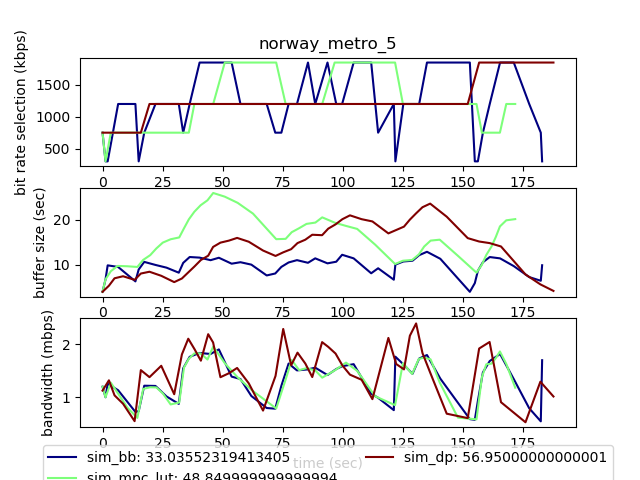 norway_metro_5
bit rate selection (kbps)
1500
1000
500
0 25 50 75 100 125 150 175
buffer size (sec)
20
10
0 25 50 75 100 125 150 175
bandwidth (mbps)
2
1
0 25 50 75 100 125 150 175
time (sec)
sim_bb: 33.03552319413405
sim_mpc_lut: 48.849999999999994
sim_dp: 56.95000000000001